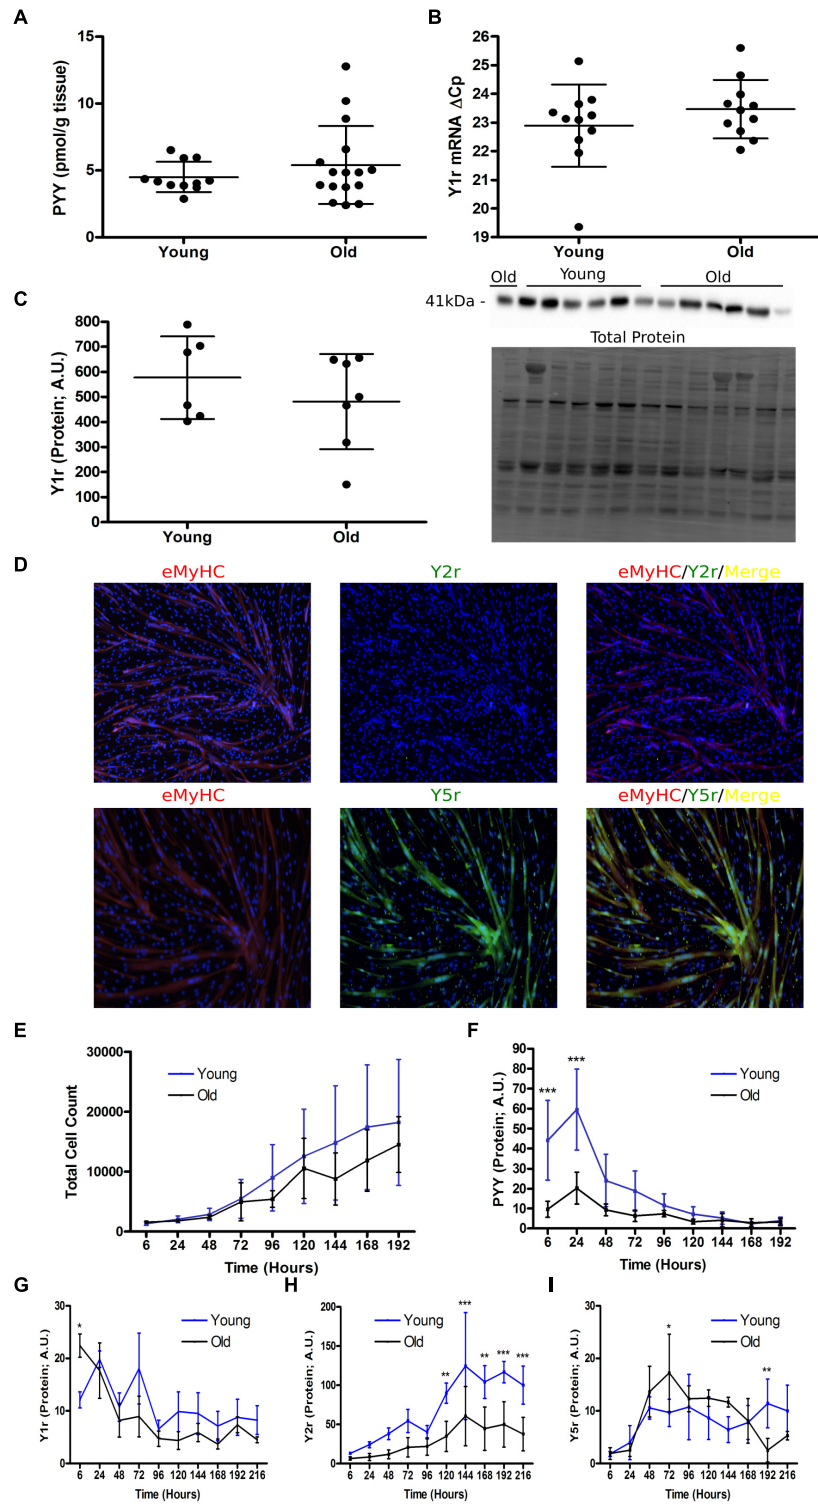 A
PYY (pmol/g tissue)
15
10
5
0
Young Old
B
Y1r mRNA ΔCp
26
25
24
23
22
21
20
19
Young Old
C
Y1r (Protein; A.U.)
800
700
600
500
400
300
200
100
0
Young Old
Old Young Old
41kDa -
Total Protein
D
eMyHC Y2r eMyHC/Y2r/Merge
eMyHC Y5r eMyHC/Y5r/Merge
E
Total Cell Count
30000
20000
10000
0
Young
Old
6 24 48 72 96 120 144 168 192
Time (Hours)
F
PYY (Protein; A.U.)
90
80
70
60
50
40
30
20
10
0
*** ***
Young
Old
6 24 48 72 96 120 144 168 192
Time (Hours)
G
Y1r (Protein; A.U.)
30
20
10
0
*
Young
Old
6 24 48 72 96 120 144 168 192 216
Time (Hours)
H
Y2r (Protein; A.U.)
200
150
100
50
0
Young
Old
** *** ** *** ***
6 24 48 72 96 120 144 168 192 216
Time (Hours)
I
Y5r (Protein; A.U.)
30
20
10
0
* **
Young
Old
6 24 48 72 96 120 144 168 192 216
Time (Hours)